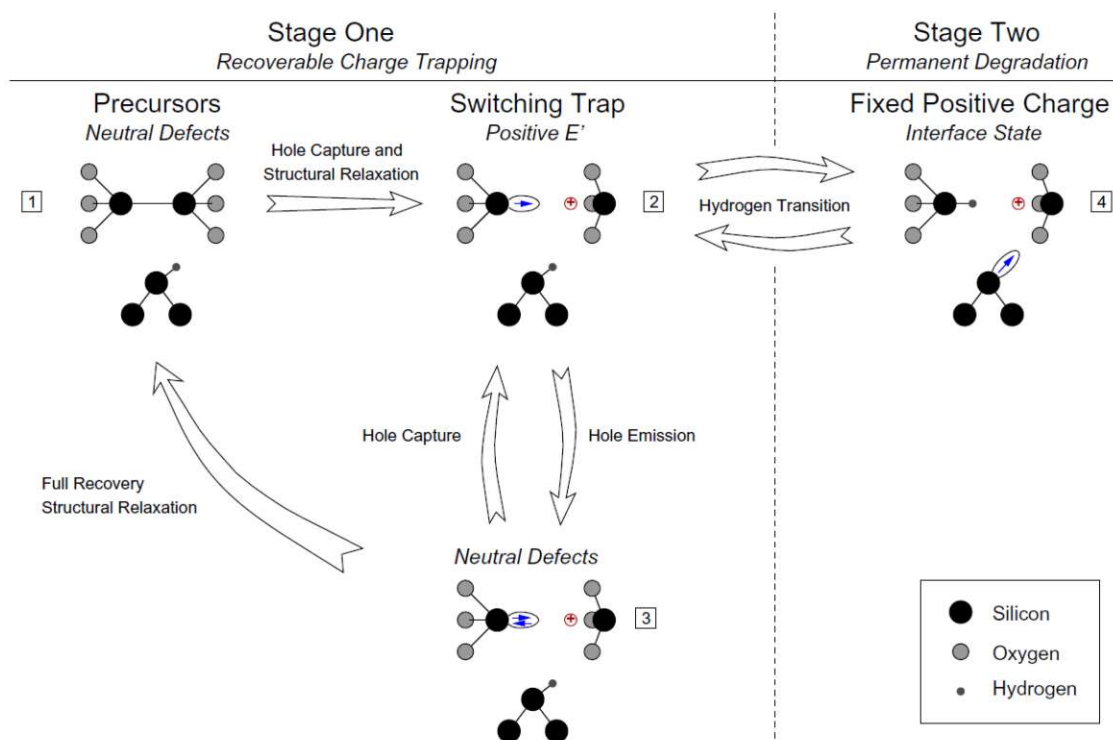 Stage One
Recoverable Charge Trapping
Stage Two
Permanent Degradation
Precursors
Neutral Defects
Switching Trap
Positive E'
Fixed Positive Charge
Interface State
Hole Capture and
Structural Relaxation
1
2
Hydrogen Transition
4
Hole Capture
Hole Emission
Full Recovery
Structural Relaxation
Neutral Defects
3
Silicon
Oxygen
Hydrogen